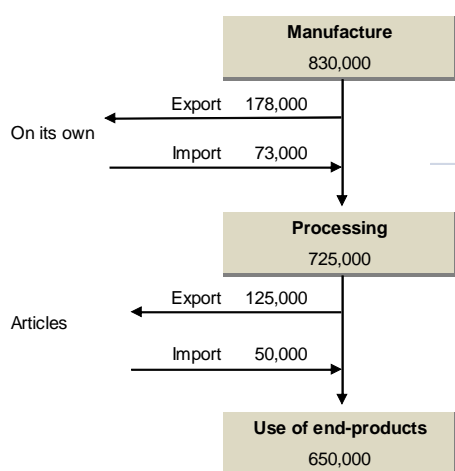 Manufacture
830,000
Export 178,000
On its own
Import 73,000
Processing
725,000
Export 125,000
Articles
Import 50,000
Use of end-products
650,000